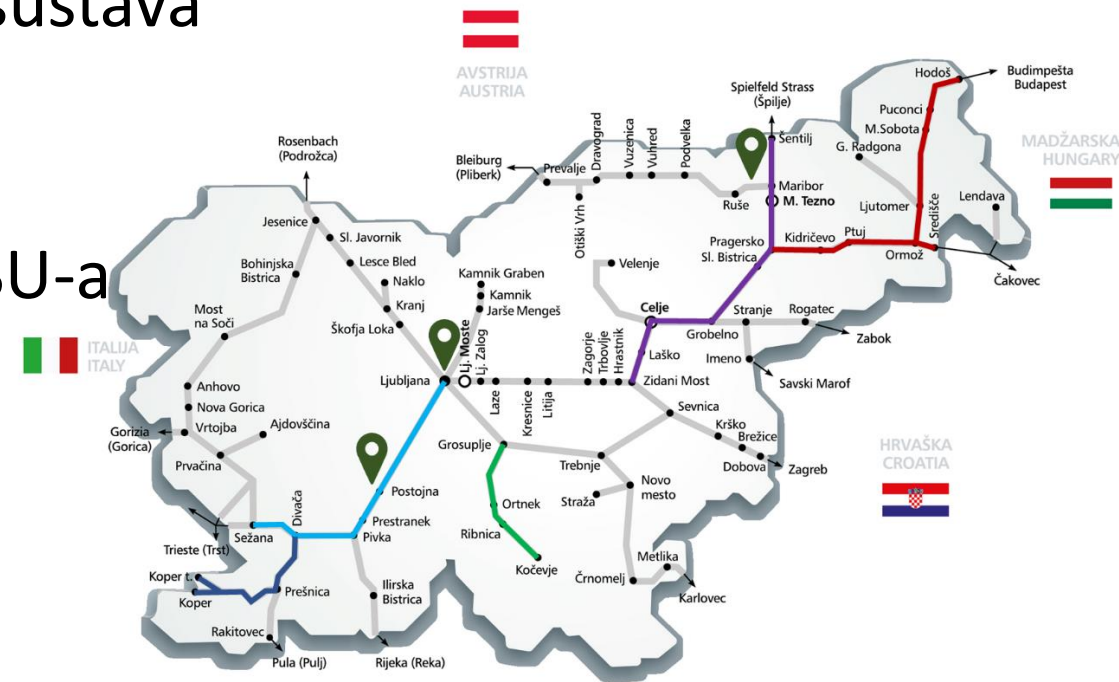 sustava
SU-a
AVSTRIJA
AUSTRIA
Spielfeld Strass
(Špilje)
Hodoš
Budimpešta
Budapest
Puconci
M.Sobota
G. Radgona
MADŽARSKA
HUNGARY
Rosenbach
(Podrožca)
Bleiburg
(Pliberk)
Prevalje
Dravograd
Vuzenica
Vuhred
Podvelka
Šentilj
Maribor
M. Tezno
Ruše
Otiški Vrh
Ljutomer
Središče
Lendava
Jesenice
Sl. Javornik
Lesce Bled
Bohinjska
Bistrica
Naklo
Kranj
Škofja Loka
Kamnik Graben
Kamnik
Jarše Mengeš
Velenje
Pragersko
Sl. Bistrica
Kidričevo
Ptuj
Ormož
Čakovec
Most
na Soči
Celje
Stranje
Rogatec
Grobelno
Zabok
Laško
Imeno
Savski Marof
ITALIJA
ITALY
Ljubljana
Lj. Moste
Lj. Zalog
Laze
Kresnice
Litija
Zagorje
Trbovlje
Hrastnik
Zidani Most
Anhovo
Nova Gorica
Vrtojba
Ajdovščina
Gorizia
(Gorica)
Prvačina
Grosuplje
Sevnica
Krško
Brežice
Dobova
Zagreb
Trebnje
Straža
Novo
mesto
HRVAŠKA
CROATIA
Postojna
Prestranek
Pivka
Divača
Sežana
Trieste (Trst)
Ortnek
Ribnica
Kočevje
Koper t.
Koper
Prešnica
Ilirska
Bistrica
Metlika
Črnomelj
Karlovec
Rakitovec
Pula (Pulj)
Rijeka (Reka)